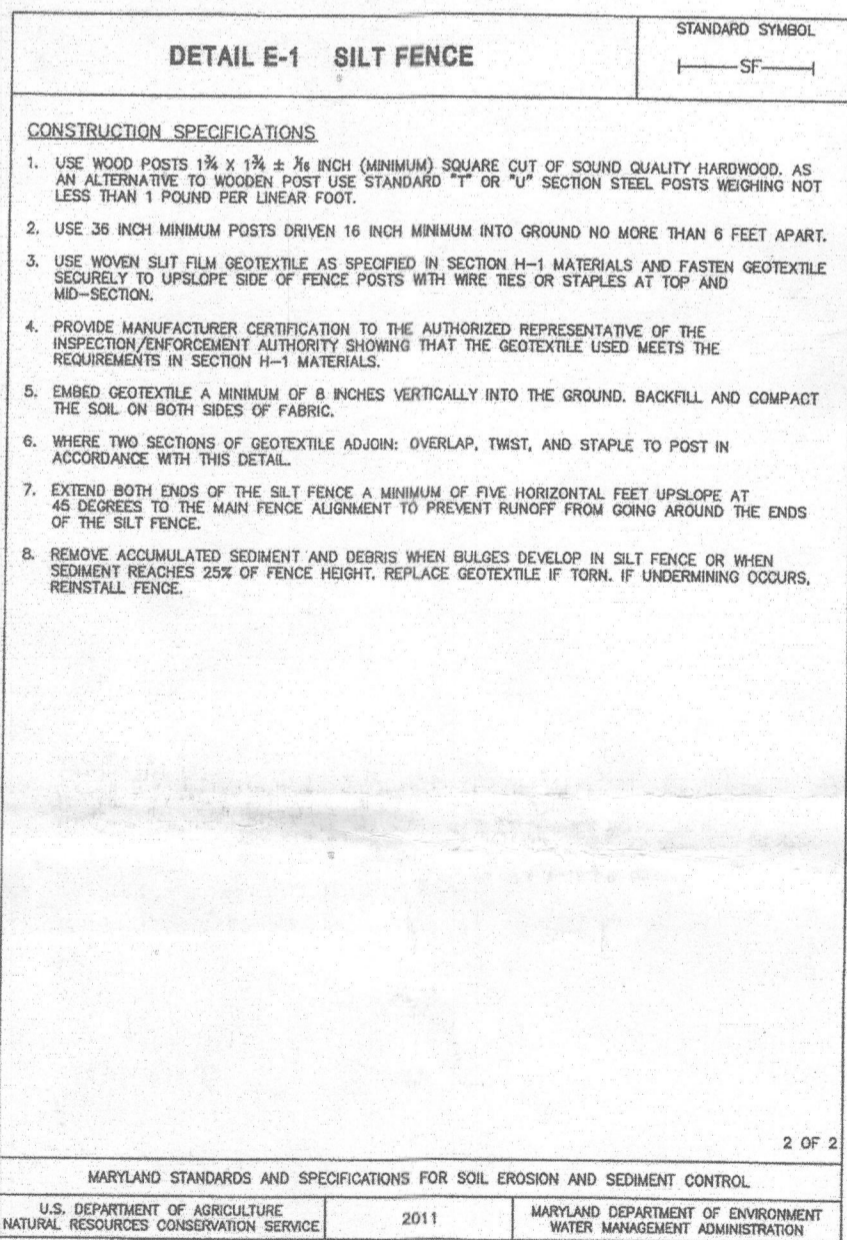 DETAIL E-1 SILT FENCE
STANDARD SYMBOL
SF
CONSTRUCTION SPECIFICATIONS
1. USE WOOD POSTS 1¾ X 1¾ ± 1/16 INCH (MINIMUM) SQUARE CUT OF SOUND QUALITY HARDWOOD. AS
AN ALTERNATIVE TO WOODEN POST USE STANDARD "T" OR "U" SECTION STEEL POSTS WEIGHING NOT
LESS THAN 1 POUND PER LINEAR FOOT.
2. USE 36 INCH MINIMUM POSTS DRIVEN 16 INCH MINIMUM INTO GROUND NO MORE THAN 6 FEET APART.
3. USE WOVEN SLIT FILM GEOTEXTILE AS SPECIFIED IN SECTION H-1 MATERIALS AND FASTEN GEOTEXTILE
SECURELY TO UPSLOPE SIDE OF FENCE POSTS WITH WIRE TIES OR STAPLES AT TOP AND
MID-SECTION.
4. PROVIDE MANUFACTURER CERTIFICATION TO THE AUTHORIZED REPRESENTATIVE OF THE
INSPECTION/ENFORCEMENT AUTHORITY SHOWING THAT THE GEOTEXTILE USED MEETS THE
REQUIREMENTS IN SECTION H-1 MATERIALS.
5. EMBED GEOTEXTILE A MINIMUM OF 8 INCHES VERTICALLY INTO THE GROUND. BACKFILL AND COMPACT
THE SOIL ON BOTH SIDES OF FABRIC.
6. WHERE TWO SECTIONS OF GEOTEXTILE ADJOIN: OVERLAP, TWIST, AND STAPLE TO POST IN
ACCORDANCE WITH THIS DETAIL.
7. EXTEND BOTH ENDS OF THE SILT FENCE A MINIMUM OF FIVE HORIZONTAL FEET UPSLOPE AT
45 DEGREES TO THE MAIN FENCE ALIGNMENT TO PREVENT RUNOFF FROM GOING AROUND THE ENDS
OF THE SILT FENCE.
8. REMOVE ACCUMULATED SEDIMENT AND DEBRIS WHEN BULGES DEVELOP IN SILT FENCE OR WHEN
SEDIMENT REACHES 25% OF FENCE HEIGHT. REPLACE GEOTEXTILE IF TORN. IF UNDERMINING OCCURS,
REINSTALL FENCE.
2 OF 2
MARYLAND STANDARDS AND SPECIFICATIONS FOR SOIL EROSION AND SEDIMENT CONTROL
U.S. DEPARTMENT OF AGRICULTURE
NATURAL RESOURCES CONSERVATION SERVICE
2011
MARYLAND DEPARTMENT OF ENVIRONMENT
WATER MANAGEMENT ADMINISTRATION